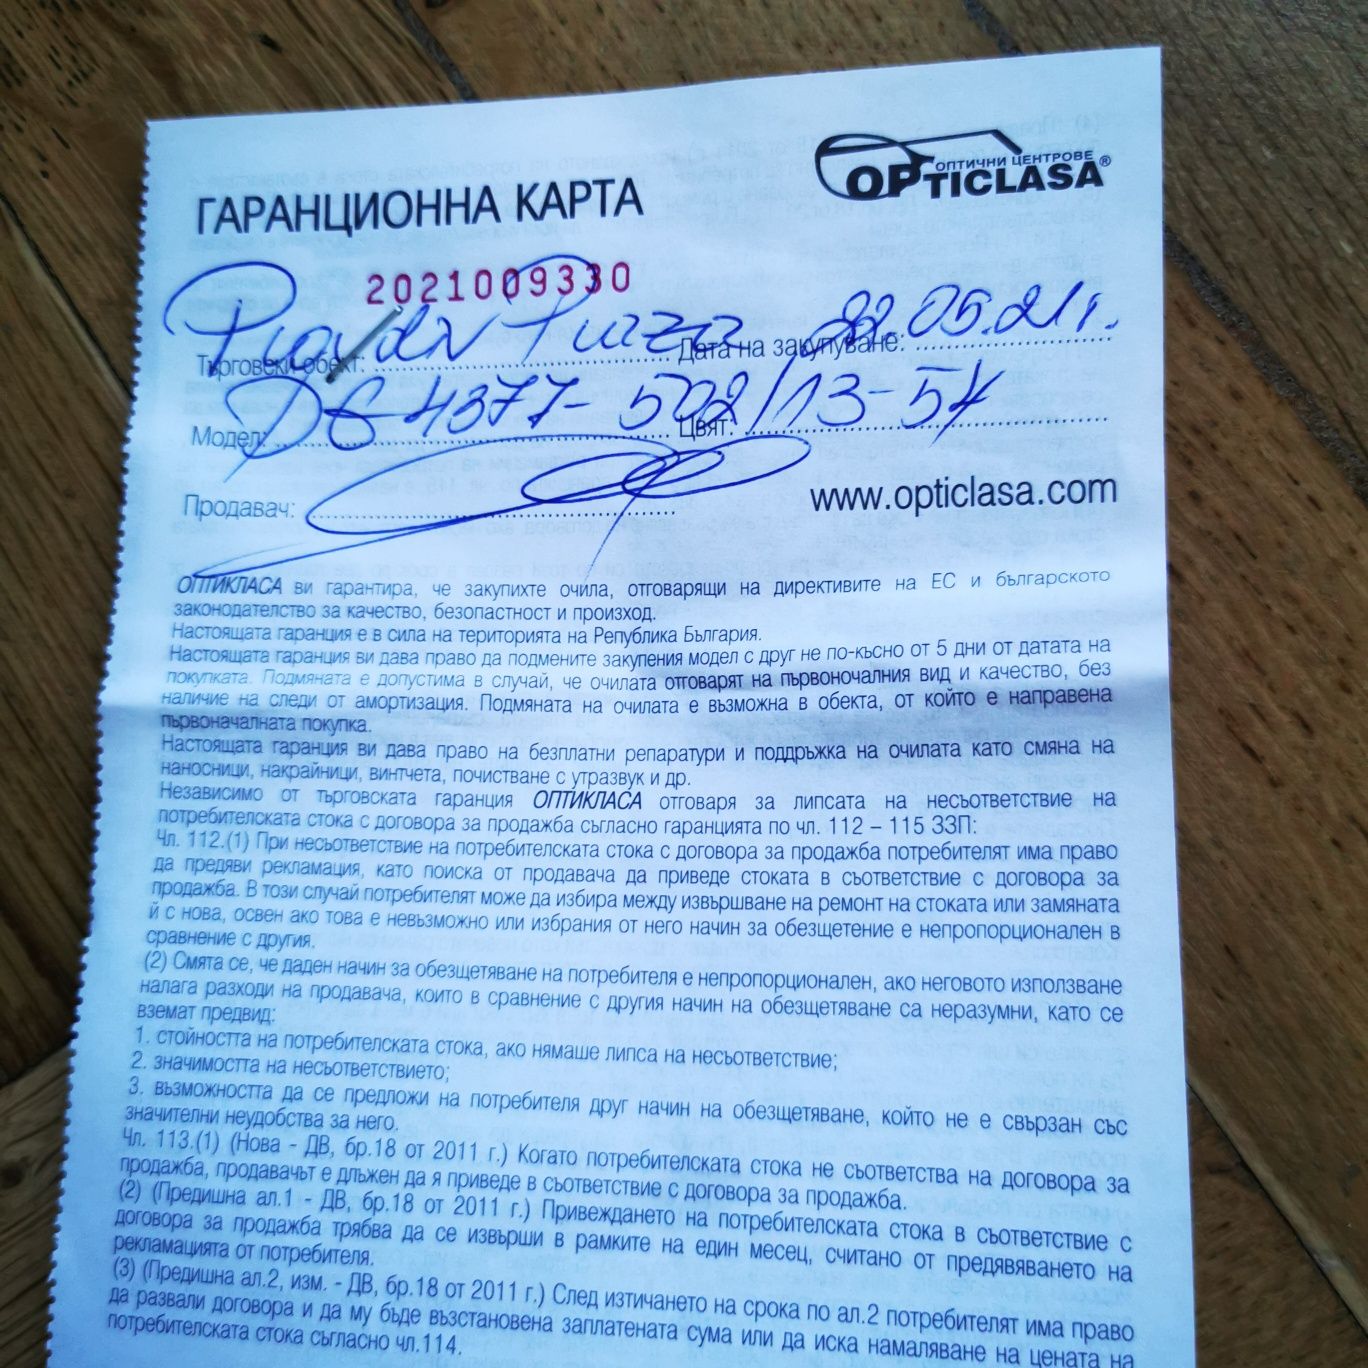 ГАРАНЦИОННА КАРТА
ОПТИЧНИ ЦЕНТРОВЕ
OPTICLASA®
2021009330
Търговски обект: Plovdiv Plaza Дата на закупуване: 22.05.21г.
Модел: DG 4377-502/13-54 Цвят:
Продавач:
www.opticlasa.com
ОПТИКЛАСА ви гарантира, че закупихте очила, отговарящи на директивите на ЕС и българското
законодателство за качество, безопастност и произход.
Настоящата гаранция е в сила на територията на Република България.
Настоящата гаранция ви дава право да подмените закупения модел с друг не по-късно от 5 дни от датата на
покупката. Подмяната е допустима в случай, че очилата отговарят на първоночалния вид и качество, без
наличие на следи от амортизация. Подмяната на очилата е възможна в обекта, от който е направена
първоначалната покупка.
Настоящата гаранция ви дава право на безплатни репаратури и поддръжка на очилата като смяна на
наносници, накрайници, винтчета, почистване с утразвук и др.
Независимо от търговската гаранция ОПТИКЛАСА отговаря за липсата на несьответствие на
потребителската стока с договора за продажба съгласно гаранцията по чл. 112 – 115 ЗЗП:
Чл. 112.(1) При несъответствие на потребителската стока с договора за продажба потребителят има право
да предяви рекламация, като поиска от продавача да приведе стоката в съответствие с договора за
продажба. В този случай потребителят може да избира между извършване на ремонт на стоката или замяната
й с нова, освен ако това е невъзможно или избрания от него начин за обезщетение е непропорционален в
сравнение с другия.
(2) Смята се, че даден начин за обезщетяване на потребителя е непропорционален, ако неговото използване
налага разходи на продавача, които в сравнение с другия начин на обезщетяване са неразумни, като се
вземат предвид:
1. стойността на потребителската стока, ако нямаше липса на несъответствие;
2. значимостта на несъответствието;
3. възможността да се предложи на потребителя друг начин на обезщетяване, който не е свързан със
значителни неудобства за него.
Чл. 113.(1) (Нова - ДВ, бр.18 от 2011 г.) Когато потребителската стока не съответства на договора за
продажба, продавачът е длъжен да я приведе в съответствие с договора за продажба.
(2) (Предишна ал.1 - ДВ, бр.18 от 2011 г.) Привеждането на потребителската стока в съответствие с
договора за продажба трябва да се извърши в рамките на един месец, считано от предявяването на
рекламацията от потребителя.
(3) (Предишна ал.2, изм. - ДВ, бр.18 от 2011 г.) След изтичането на срока по ал.2 потребителят има право
да развали договора и да му бъде възстановена заплатената сума или да иска намаляване на цената на
потребителската стока съгласно чл.114.